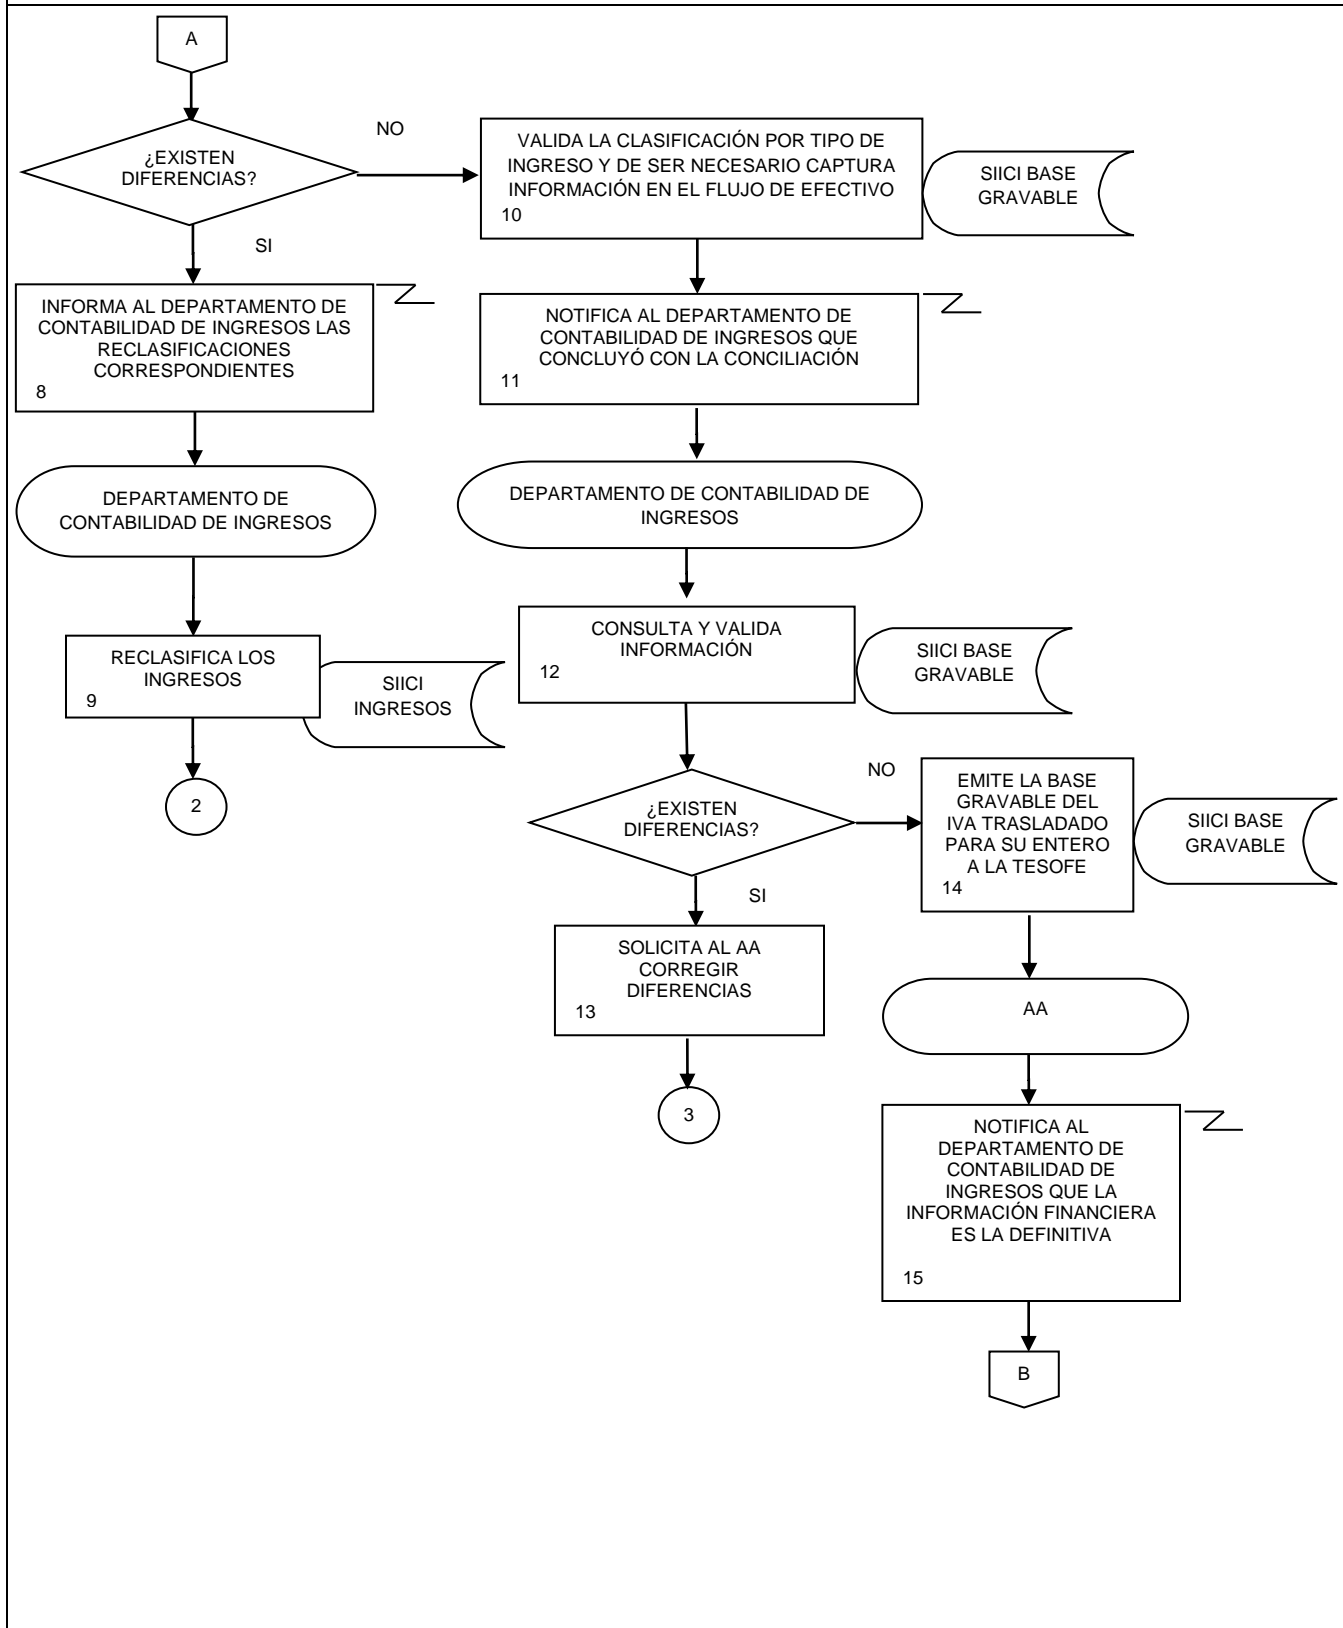 A
¿EXISTEN
DIFERENCIAS?
NO
SI
VALIDA LA CLASIFICACIÓN POR TIPO DE
INGRESO Y DE SER NECESARIO CAPTURA
INFORMACIÓN EN EL FLUJO DE EFECTIVO
10
SIICI BASE
GRAVABLE
INFORMA AL DEPARTAMENTO DE
CONTABILIDAD DE INGRESOS LAS
RECLASIFICACIONES
CORRESPONDIENTES
8
NOTIFICA AL DEPARTAMENTO DE
CONTABILIDAD DE INGRESOS QUE
CONCLUYÓ CON LA CONCILIACIÓN
11
DEPARTAMENTO DE
CONTABILIDAD DE INGRESOS
DEPARTAMENTO DE CONTABILIDAD DE
INGRESOS
RECLASIFICA LOS
INGRESOS
9
SIICI
INGRESOS
2
CONSULTA Y VALIDA
INFORMACIÓN
12
SIICI BASE
GRAVABLE
¿EXISTEN
DIFERENCIAS?
NO
SI
EMITE LA BASE
GRAVABLE DEL
IVA TRASLADADO
PARA SU ENTERO
A LA TESOFE
14
SIICI BASE
GRAVABLE
SOLICITA AL AA
CORREGIR
DIFERENCIAS
13
3
AA
NOTIFICA AL
DEPARTAMENTO DE
CONTABILIDAD DE
INGRESOS QUE LA
INFORMACIÓN FINANCIERA
ES LA DEFINITIVA
15
B